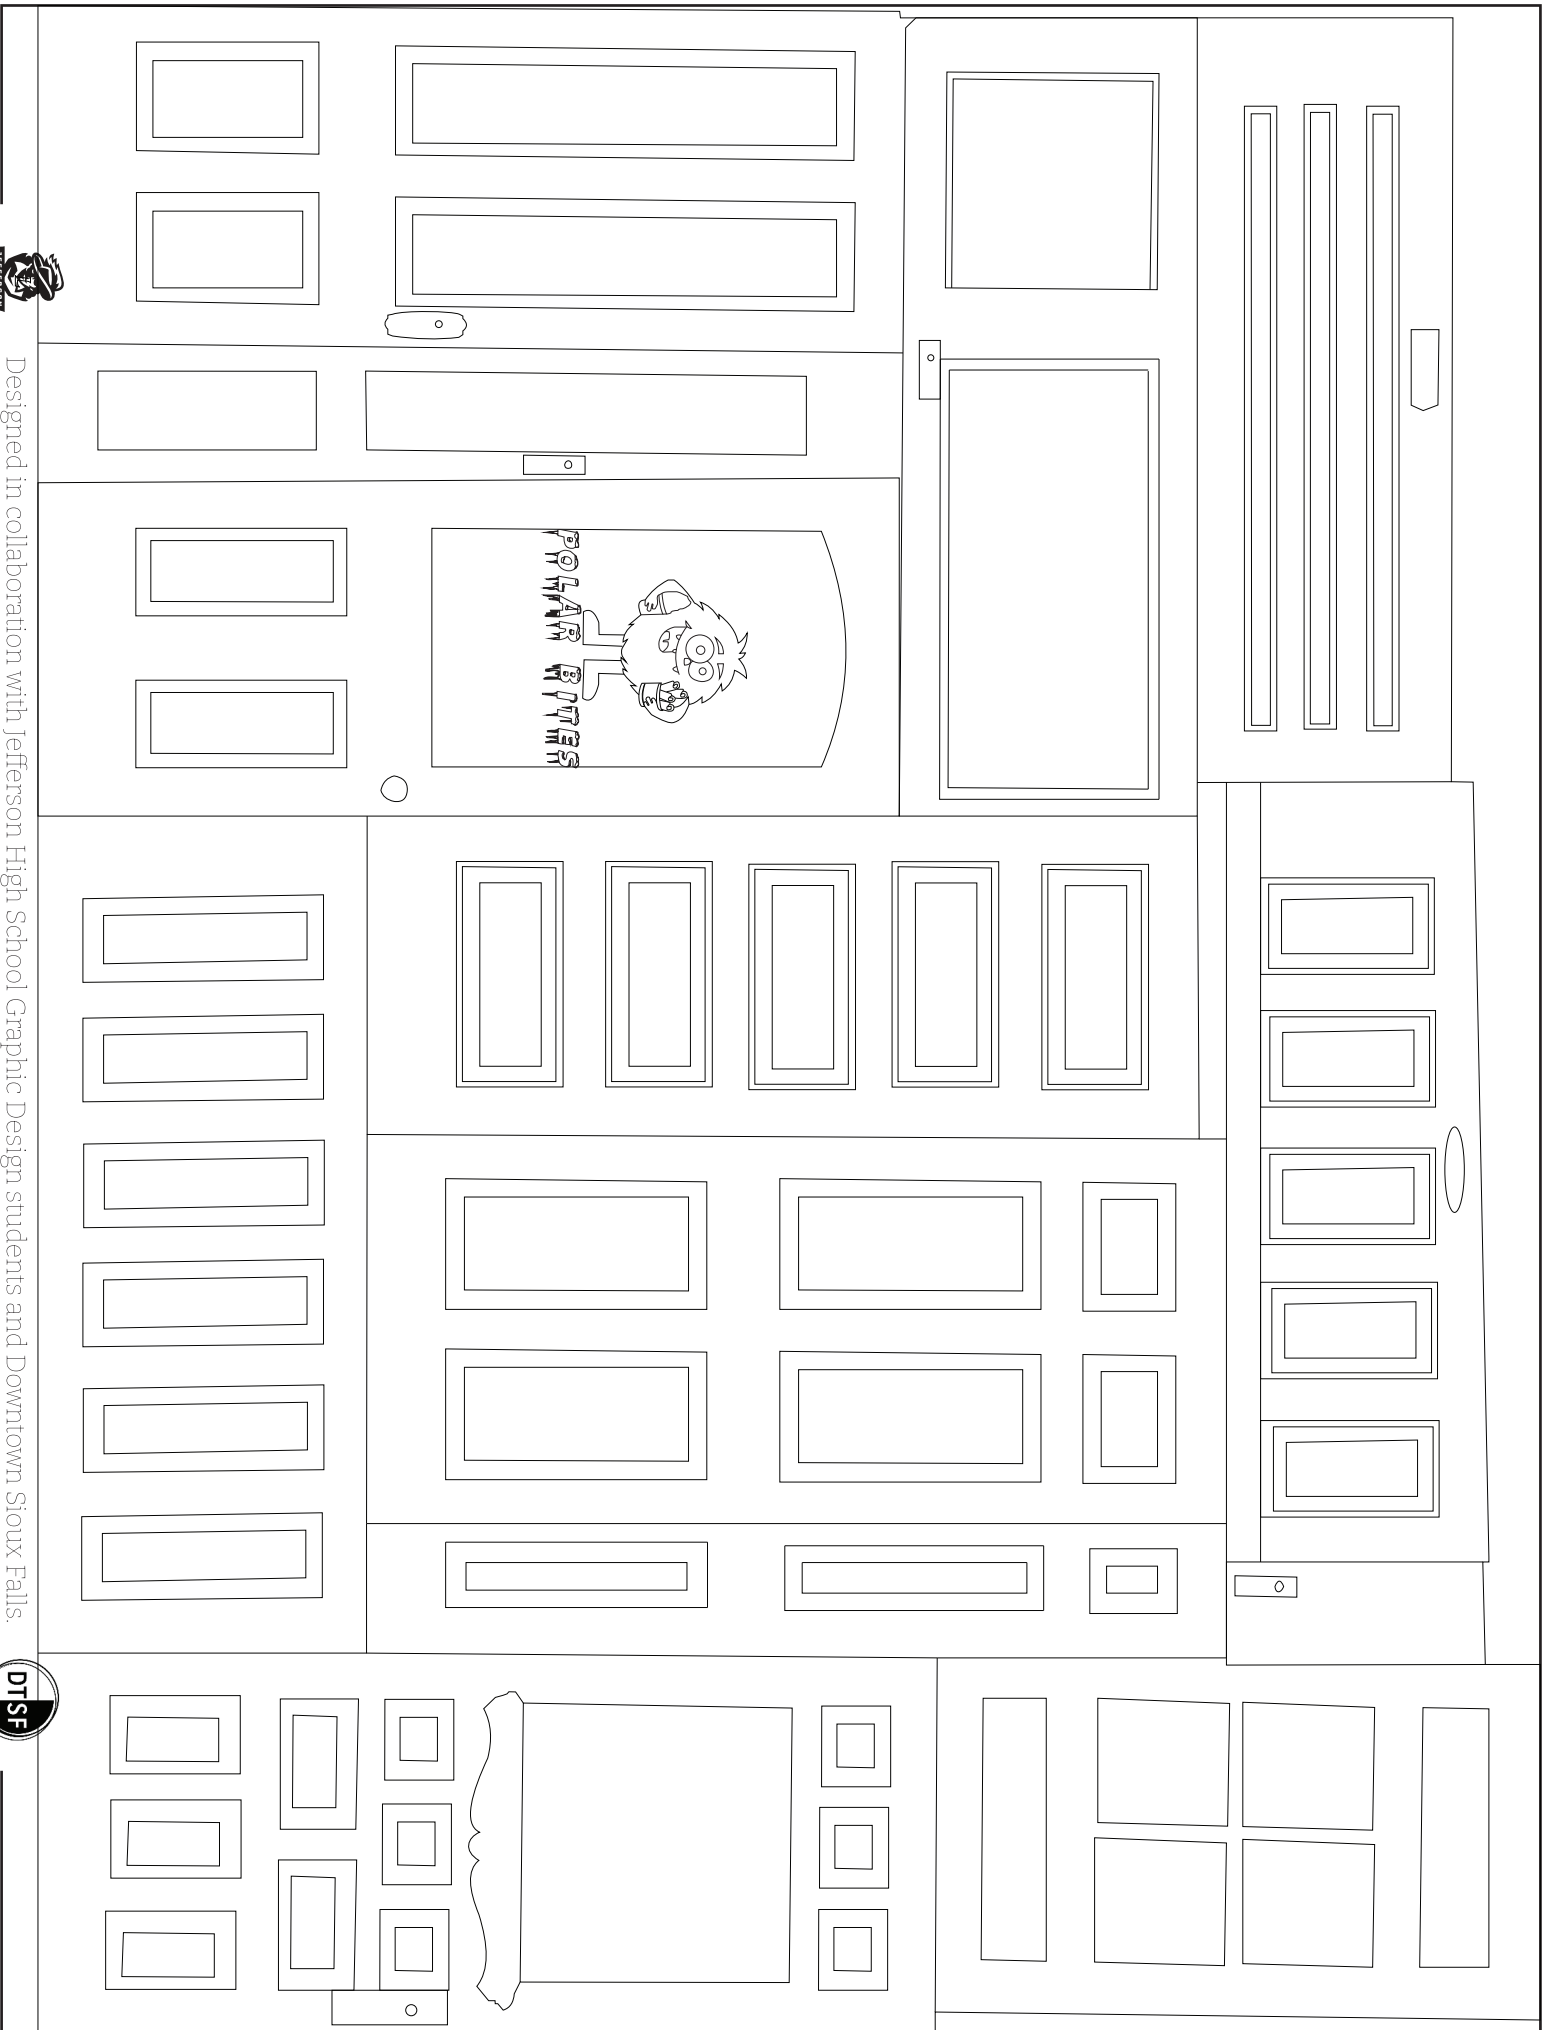 POLAR BITES
Designed in collaboration with Jefferson High School Graphic Design students and Downtown Sioux Falls.
DTSF